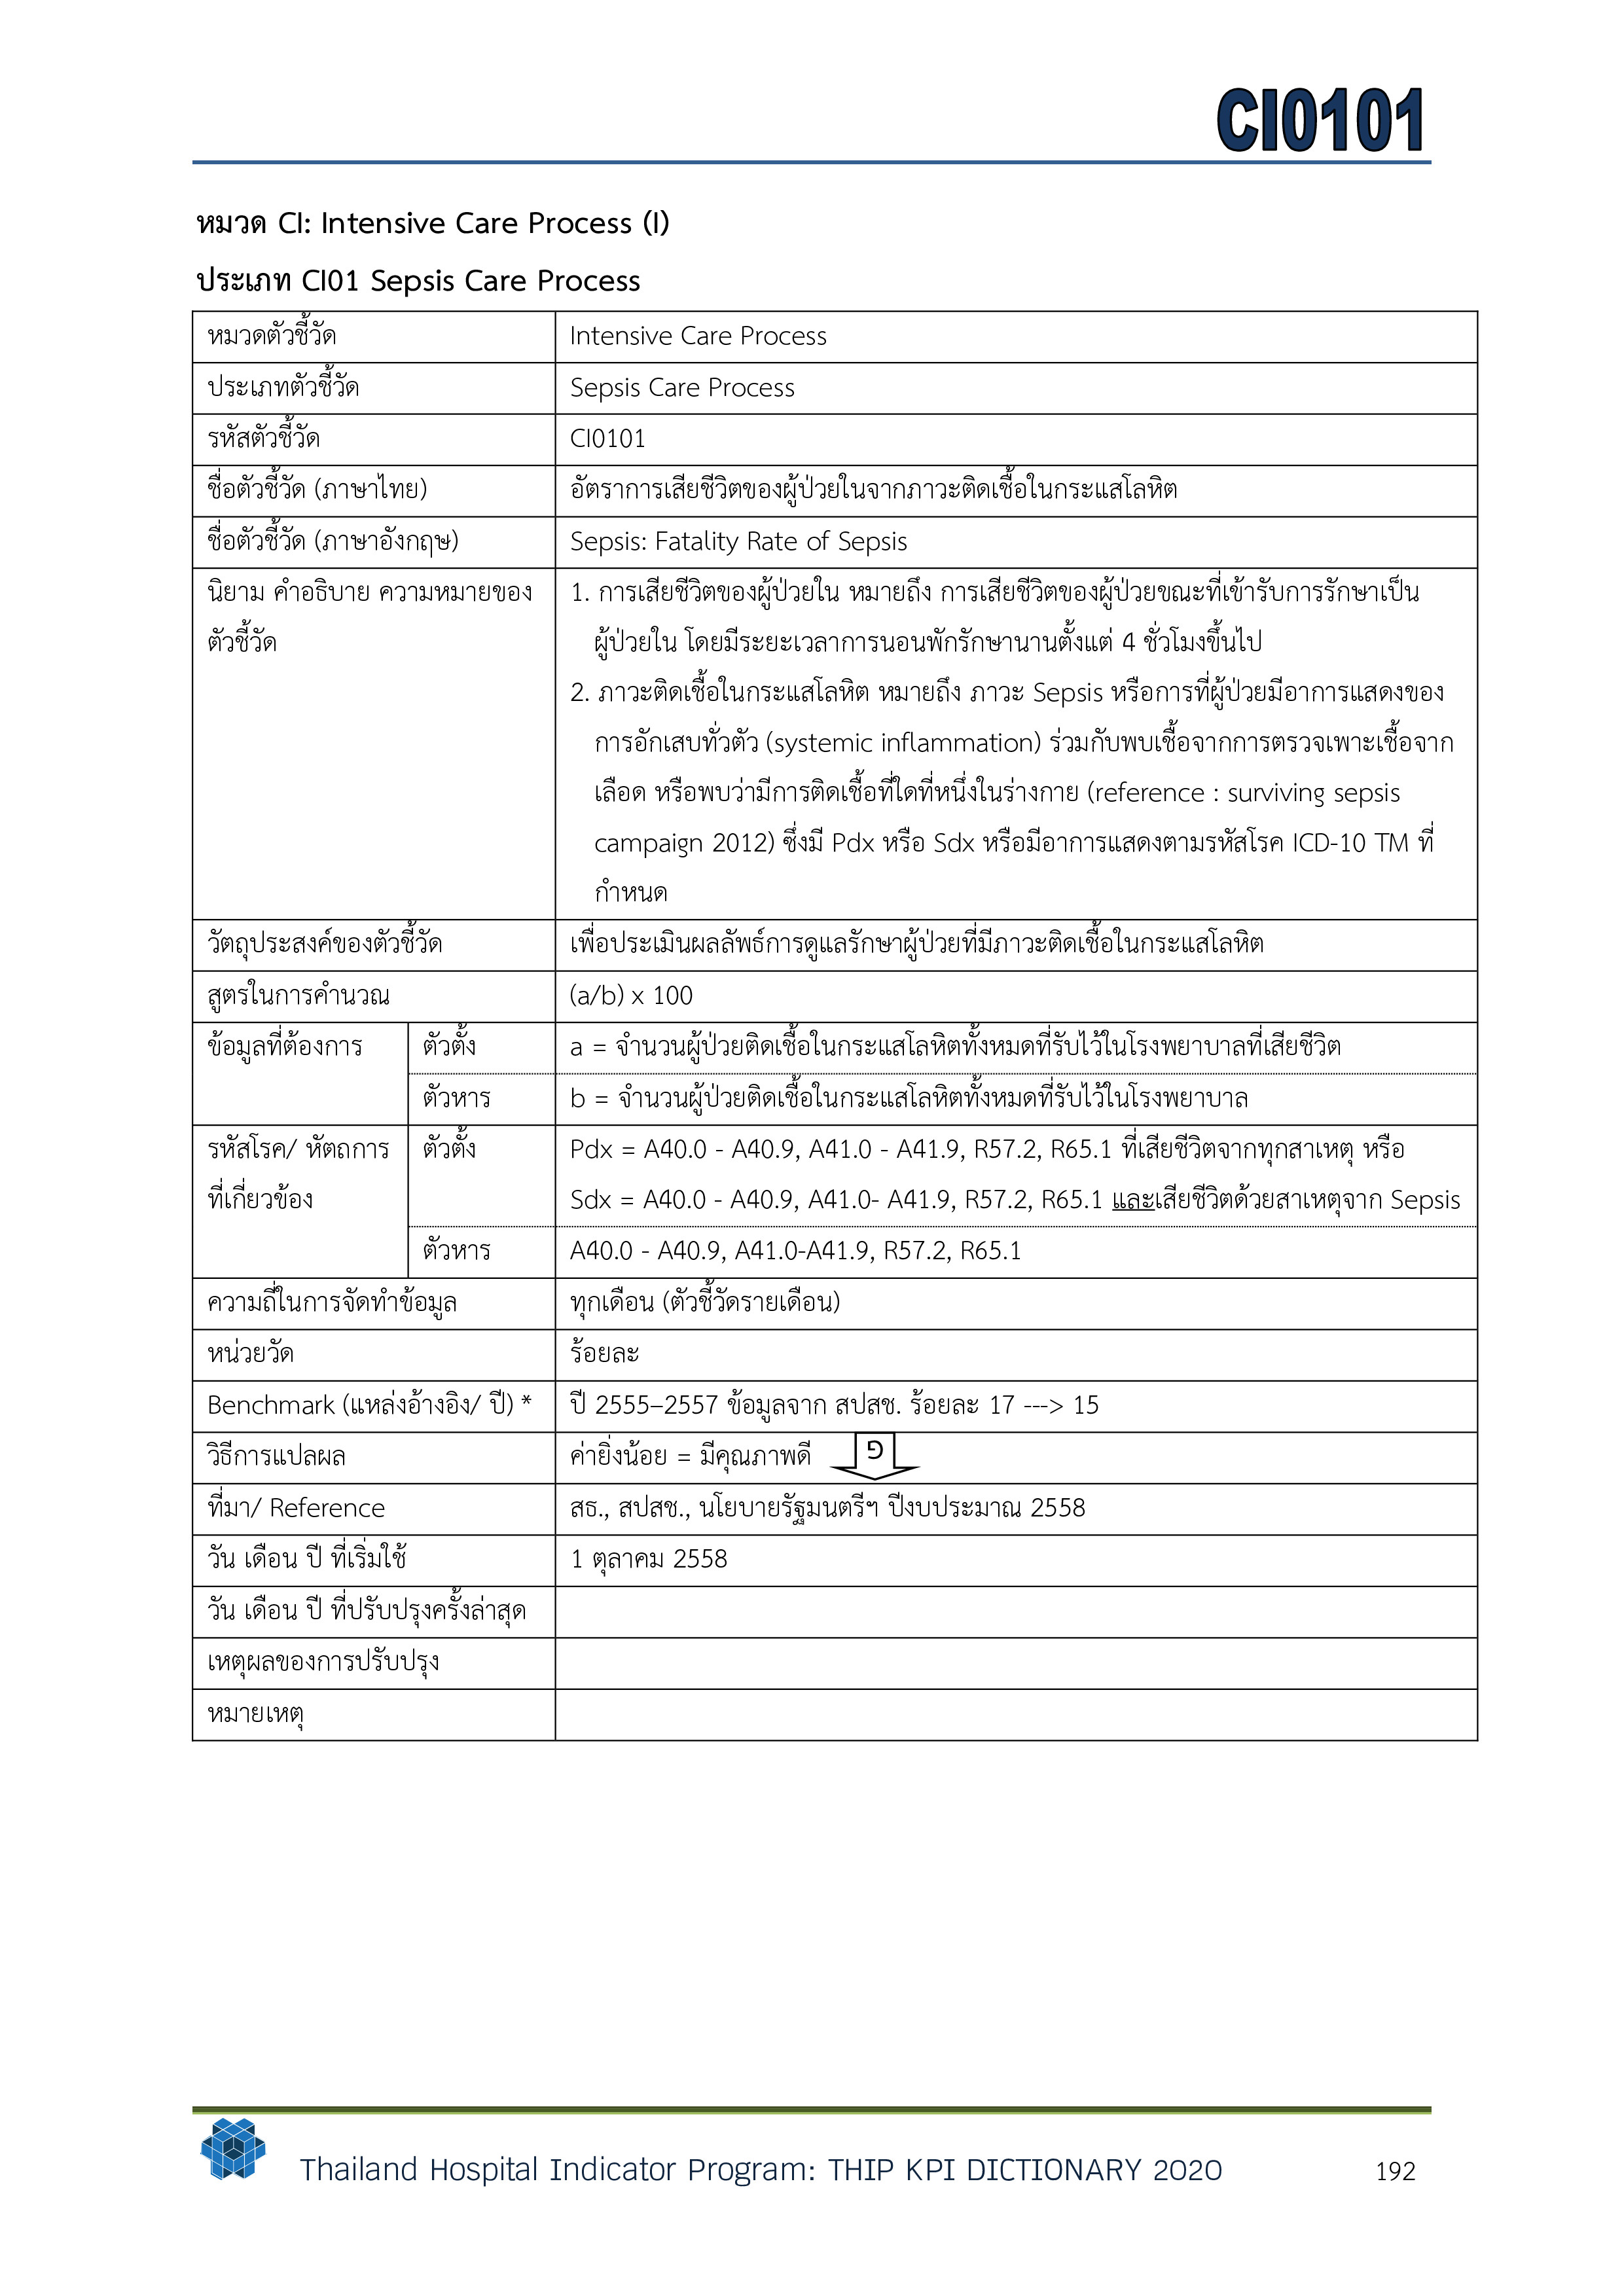 CI0101
หมวด CI: Intensive Care Process (I)
ประเภท CI01 Sepsis Care Process
หมวดตัวชี้วัด Intensive Care Process
ประเภทตัวชี้วัด Sepsis Care Process
รหัสตัวชี้วัด CI0101
ชื่อตัวชี้วัด (ภาษาไทย) อัตราการเสียชีวิตของผู้ป่วยในจากภาวะติดเชื้อในกระแสโลหิต
ชื่อตัวชี้วัด (ภาษาอังกฤษ) Sepsis: Fatality Rate of Sepsis
นิยาม คำอธิบาย ความหมายของ 1. การเสียชีวิตของผู้ป่วยใน หมายถึง การเสียชีวิตของผู้ป่วยขณะที่เข้ารับการรักษาเป็น
ตัวชี้วัด ผู้ป่วยใน โดยมีระยะเวลาการนอนพักรักษานานตั้งแต่ 4 ชั่วโมงขึ้นไป
2. ภาวะติดเชื้อในกระแสโลหิต หมายถึง ภาวะ Sepsis หรือการที่ผู้ป่วยมีอาการแสดงของ
การอักเสบทั่วตัว (systemic inflammation) ร่วมกับพบเชื้อจากการตรวจเพาะเชื้อจาก
เลือด หรือพบว่ามีการติดเชื้อที่ใดที่หนึ่งในร่างกาย (reference : surviving sepsis
campaign 2012) ซึ่งมี Pdx หรือ Sdx หรือมีอาการแสดงตามรหัสโรค ICD-10 TM ที่
กำหนด
วัตถุประสงค์ของตัวชี้วัด เพื่อประเมินผลลัพธ์การดูแลรักษาผู้ป่วยที่มีภาวะติดเชื้อในกระแสโลหิต
สูตรในการคำนวณ (a/b) x 100
ข้อมูลที่ต้องการ ตัวตั้ง a = จำนวนผู้ป่วยติดเชื้อในกระแสโลหิตทั้งหมดที่รับไว้ในโรงพยาบาลที่เสียชีวิต
ตัวหาร b = จำนวนผู้ป่วยติดเชื้อในกระแสโลหิตทั้งหมดที่รับไว้ในโรงพยาบาล
รหัสโรค/ หัตถการ ตัวตั้ง Pdx = A40.0 - A40.9, A41.0 - A41.9, R57.2, R65.1 ที่เสียชีวิตจากทุกสาเหตุ หรือ
ที่เกี่ยวข้อง Sdx = A40.0 - A40.9, A41.0- A41.9, R57.2, R65.1 และเสียชีวิตด้วยสาเหตุจาก Sepsis
ตัวหาร A40.0 - A40.9, A41.0-A41.9, R57.2, R65.1
ความถี่ในการจัดทำข้อมูล ทุกเดือน (ตัวชี้วัดรายเดือน)
หน่วยวัด ร้อยละ
Benchmark (แหล่งอ้างอิง/ ปี) * ปี 2555–2557 ข้อมูลจาก สปสช. ร้อยละ 17 ---> 15
วิธีการแปลผล ค่ายิ่งน้อย = มีคุณภาพดี
ที่มา/ Reference สธ., สปสช., นโยบายรัฐมนตรีฯ ปีงบประมาณ 2558
วัน เดือน ปี ที่เริ่มใช้ 1 ตุลาคม 2558
วัน เดือน ปี ที่ปรับปรุงครั้งล่าสุด
เหตุผลของการปรับปรุง
หมายเหตุ
Thailand Hospital Indicator Program: THIP KPI DICTIONARY 2020 192